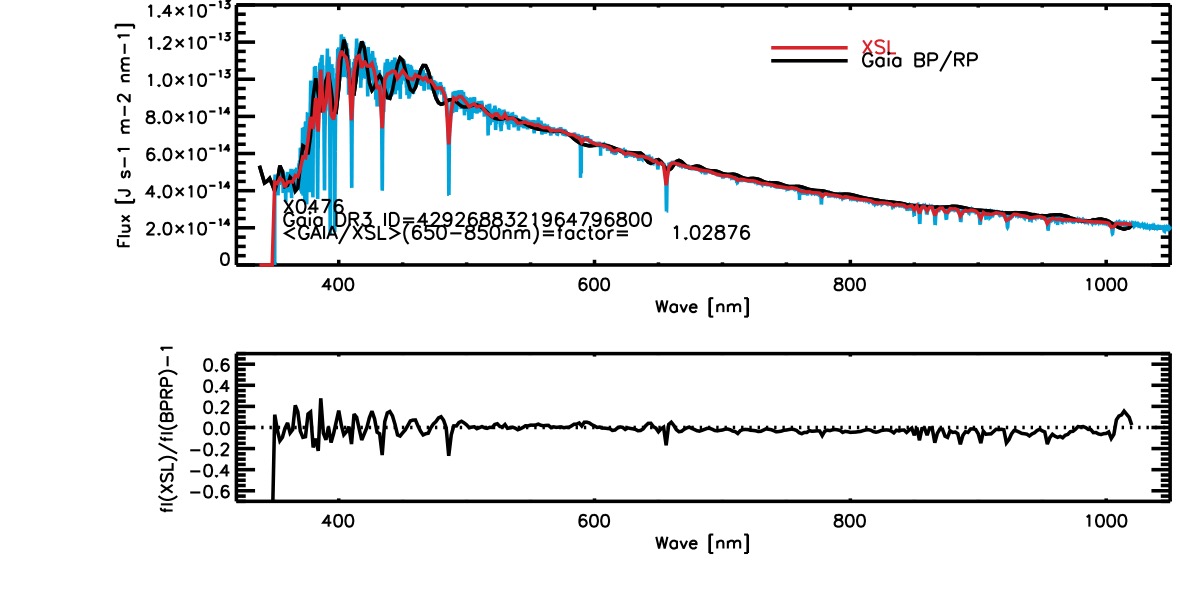 1.4×10−13
1.2×10−13
1.0×10−13
8.0×10−14
6.0×10−14
4.0×10−14
2.0×10−14
0
Flux [J s−1 m−2 nm−1]
XSL
Gaia BP/RP
X0476
Gaia DR3 ID=4292688321964796800
<GAIA/XSL>(650−850nm)=factor= 1.02876
400 600 800 1000
Wave [nm]
0.6
0.4
0.2
0.0
−0.2
−0.4
−0.6
fl(XSL)/fl(BPRP)−1
400 600 800 1000
Wave [nm]